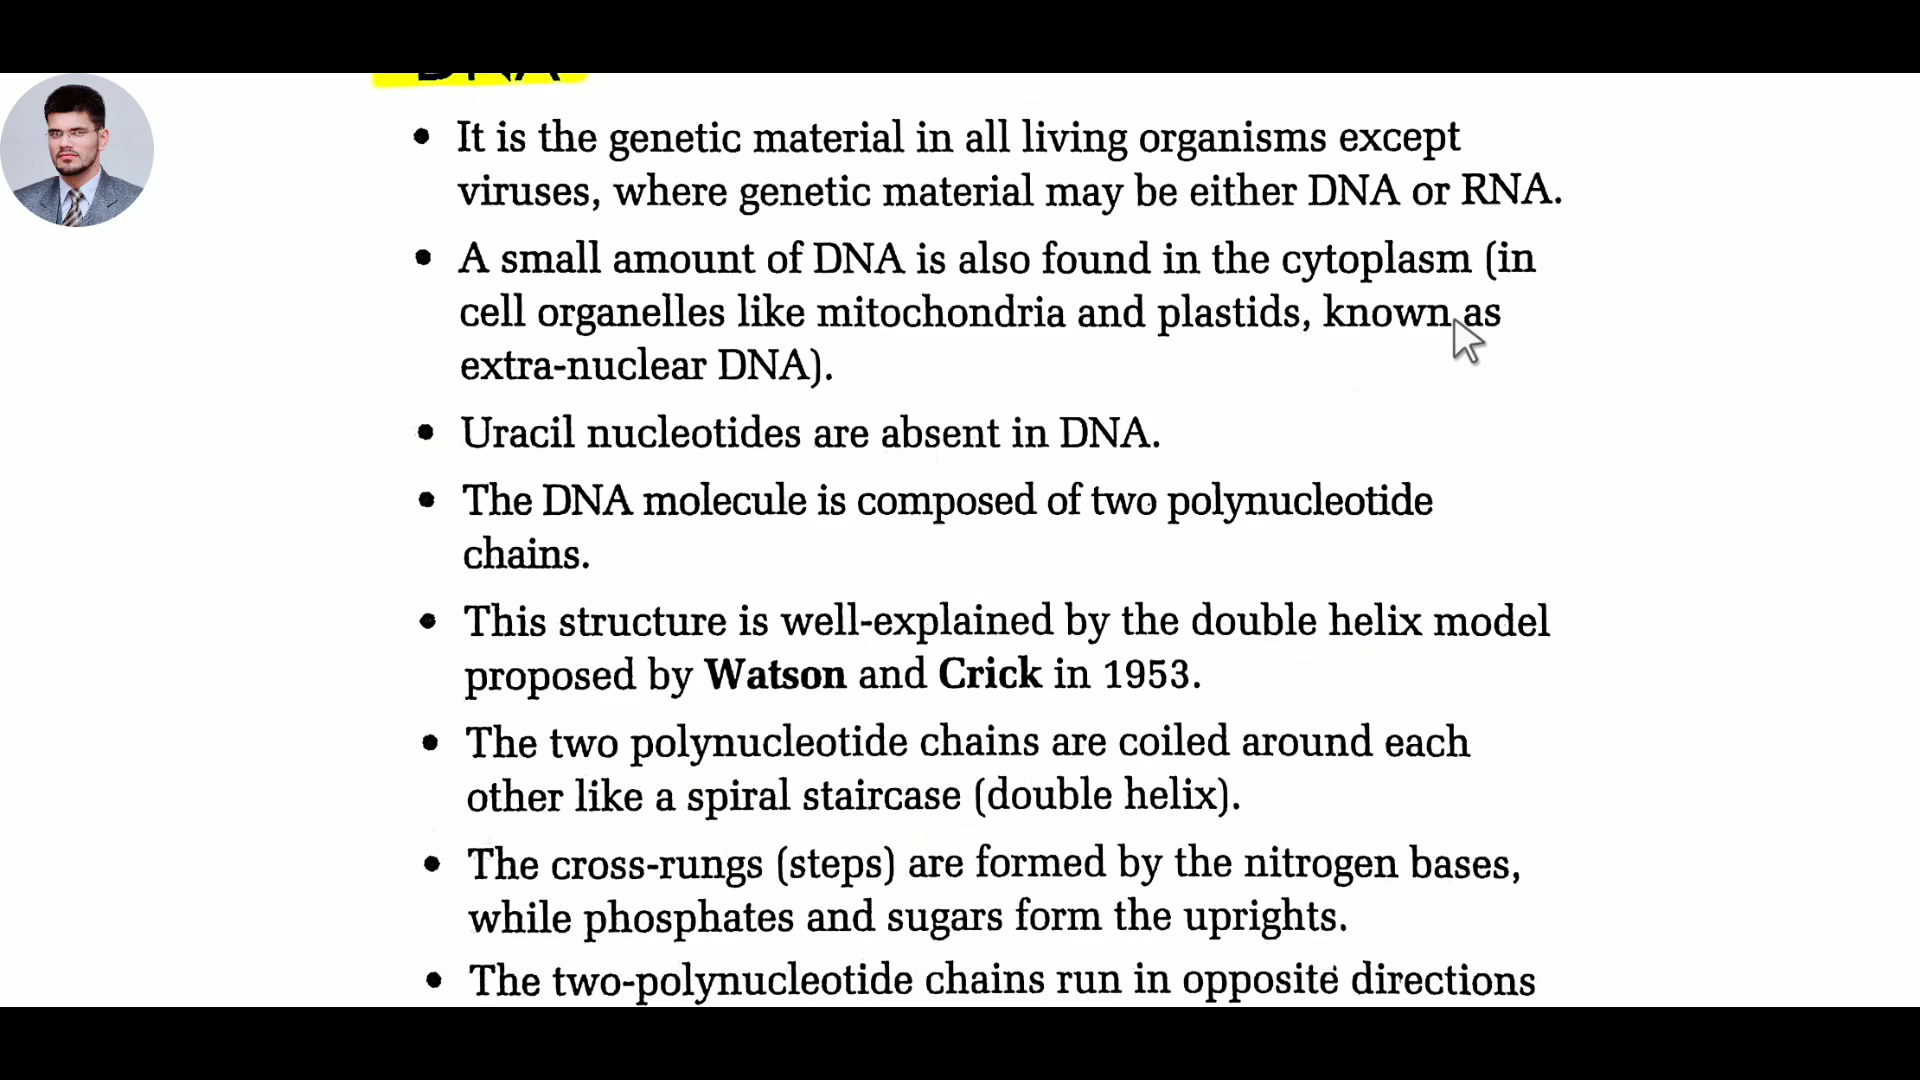 DNA
• It is the genetic material in all living organisms except
viruses, where genetic material may be either DNA or RNA.
• A small amount of DNA is also found in the cytoplasm (in
cell organelles like mitochondria and plastids, known as
extra-nuclear DNA).
• Uracil nucleotides are absent in DNA.
• The DNA molecule is composed of two polynucleotide
chains.
• This structure is well-explained by the double helix model
proposed by Watson and Crick in 1953.
• The two polynucleotide chains are coiled around each
other like a spiral staircase (double helix).
• The cross-rungs (steps) are formed by the nitrogen bases,
while phosphates and sugars form the uprights.
• The two-polynucleotide chains run in opposite directions